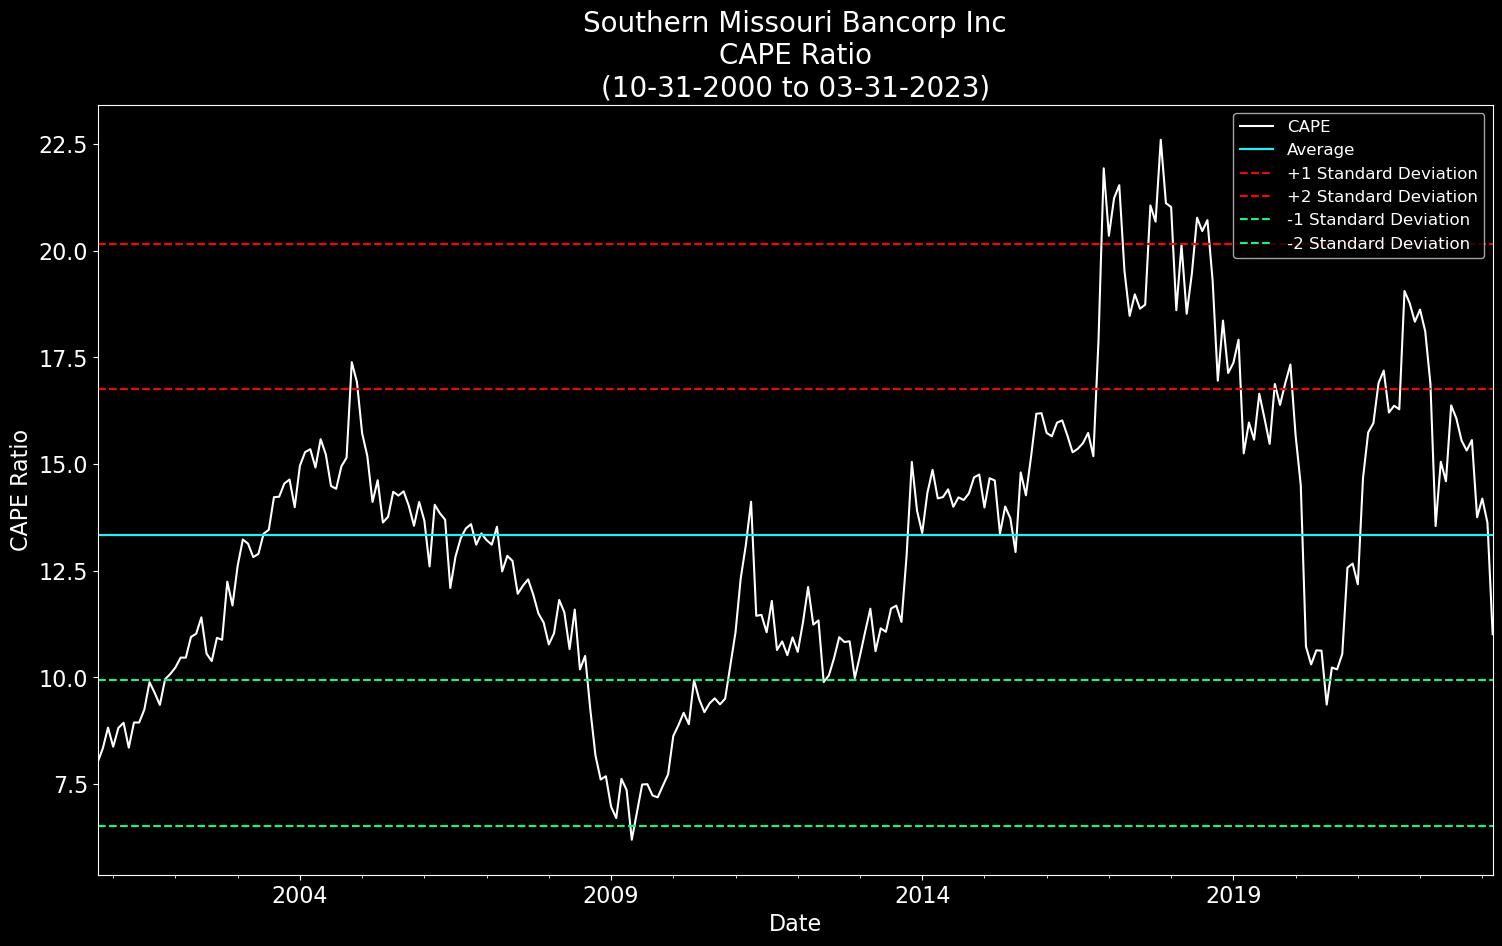 Southern Missouri Bancorp Inc
CAPE Ratio
(10-31-2000 to 03-31-2023)
CAPE
Average
+1 Standard Deviation
+2 Standard Deviation
-1 Standard Deviation
-2 Standard Deviation
CAPE Ratio
22.5
20.0
17.5
15.0
12.5
10.0
7.5
2004
2009
2014
2019
Date